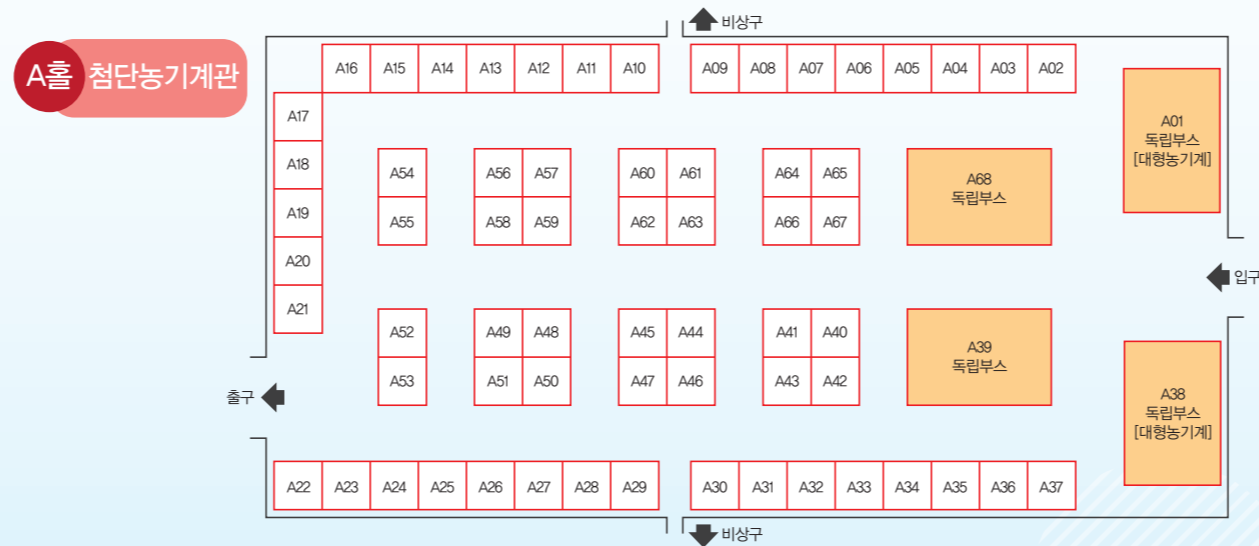 A홀 첨단농기계관
비상구
A16 A15 A14 A13 A12 A11 A10 A09 A08 A07 A06 A05 A04 A03 A02
A01
독립부스
[대형농기계]
A17
A18
A19
A20
A21
A54 A56 A57 A60 A61 A64 A65
A55 A58 A59 A62 A63 A66 A67
A68
독립부스
입구
A52 A49 A48 A45 A44 A41 A40
A53 A51 A50 A47 A46 A43 A42
A39
독립부스
A38
독립부스
[대형농기계]
출구
A22 A23 A24 A25 A26 A27 A28 A29 A30 A31 A32 A33 A34 A35 A36 A37
비상구